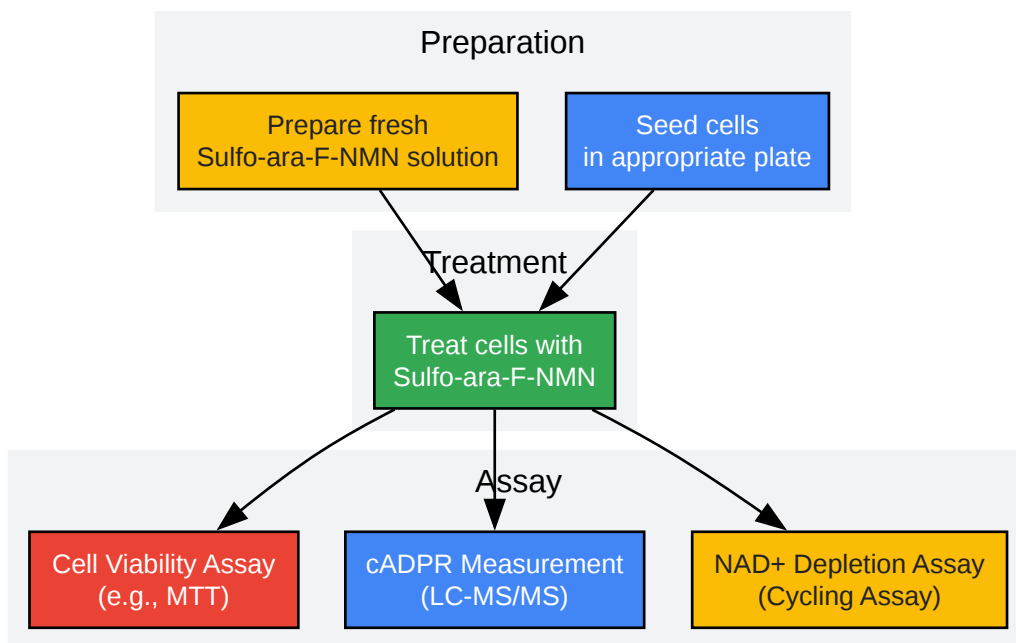 Preparation
Prepare fresh
Sulfo-ara-F-NMN solution
Seed cells
in appropriate plate
Treatment
Treat cells with
Sulfo-ara-F-NMN
Assay
Cell Viability Assay
(e.g., MTT)
cADPR Measurement
(LC-MS/MS)
NAD+ Depletion Assay
(Cycling Assay)